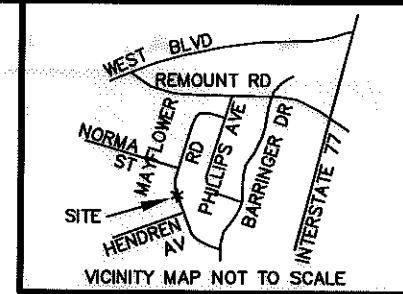 WEST BLVD
REMOUNT RD
MAYFLOWER RD
NORMA ST
PHILLIPS AVE
BARRINGER DR
INTERSTATE 77
SITE
HENDREN AV
VICINITY MAP NOT TO SCALE